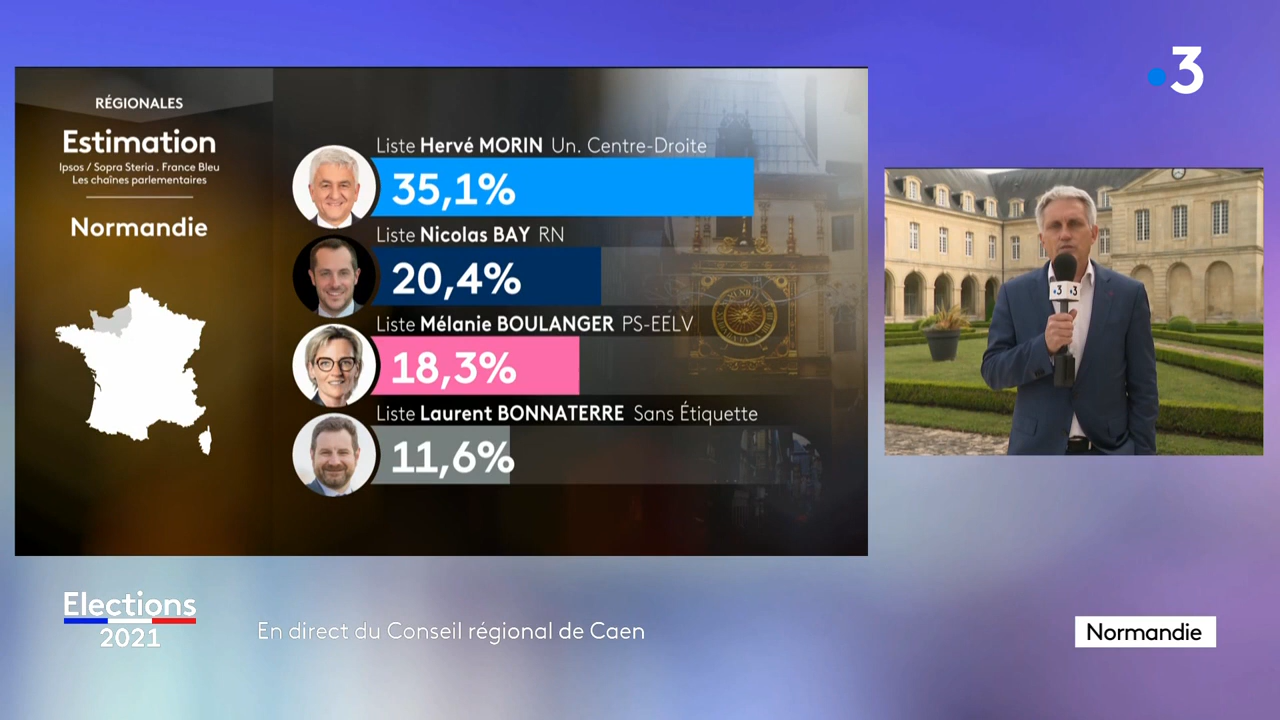 3
RÉGIONALES
Estimation
Ipsos / Sopra Steria . France Bleu
Les chaînes parlementaires
Normandie
Liste Hervé MORIN Un. Centre-Droite
35,1%
Liste Nicolas BAY RN
20,4%
Liste Mélanie BOULANGER PS-EELV
18,3%
Liste Laurent BONNATERRE Sans Étiquette
11,6%
3 3
Elections
2021
En direct du Conseil régional de Caen
Normandie